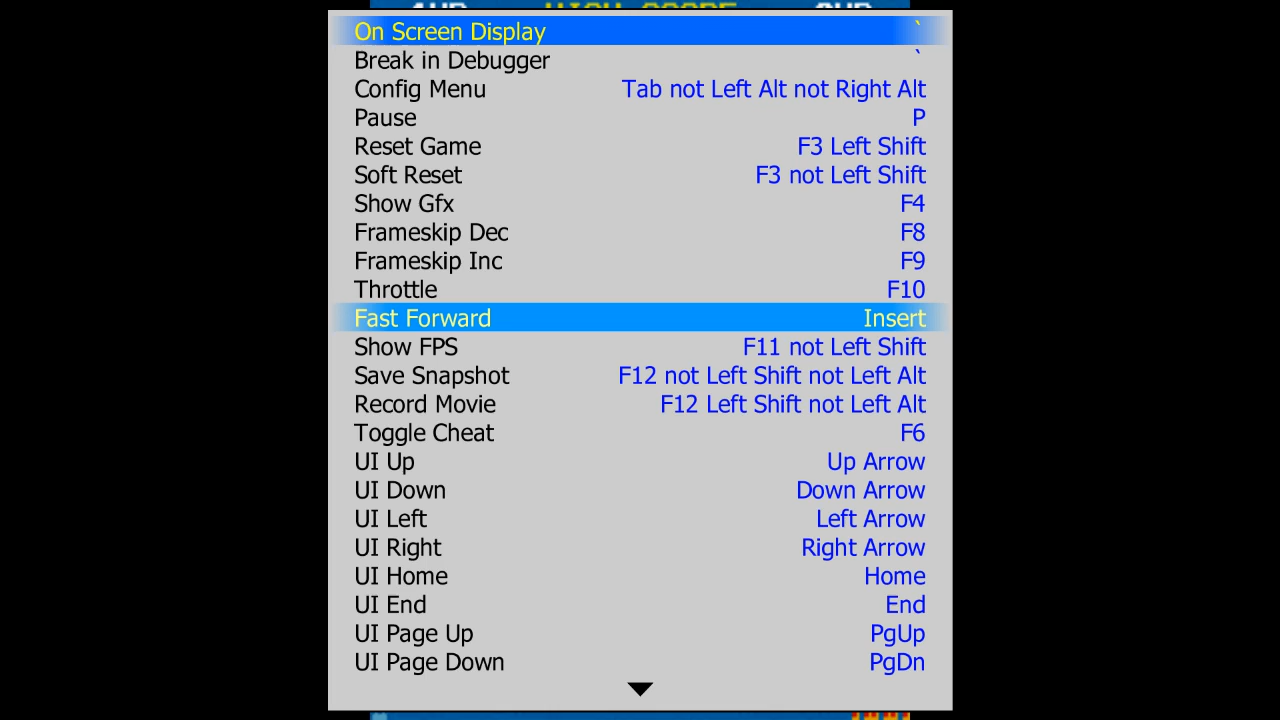 1UP HIGH SCORE 2UP
On Screen Display `
Break in Debugger `
Config Menu Tab not Left Alt not Right Alt
Pause P
Reset Game F3 Left Shift
Soft Reset F3 not Left Shift
Show Gfx F4
Frameskip Dec F8
Frameskip Inc F9
Throttle F10
Fast Forward Insert
Show FPS F11 not Left Shift
Save Snapshot F12 not Left Shift not Left Alt
Record Movie F12 Left Shift not Left Alt
Toggle Cheat F6
UI Up Up Arrow
UI Down Down Arrow
UI Left Left Arrow
UI Right Right Arrow
UI Home Home
UI End End
UI Page Up PgUp
UI Page Down PgDn